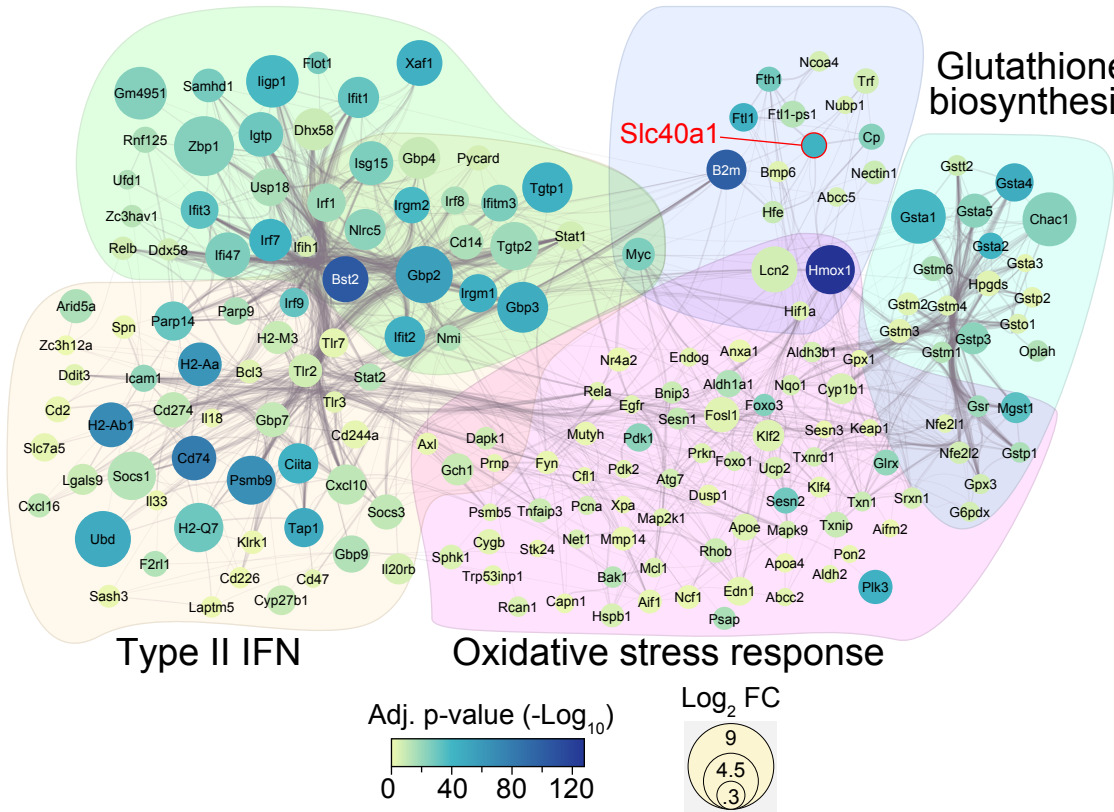 Glutathione
biosynthesis
Xaf1
Flot1
Iigp1
Samhd1
Gm4951
Ifit1
Dhx58
Igtp
Rnf125
Zbp1
Isg15
Gbp4
Pycard
Ufd1
Usp18
Tgtp1
Irgm2
Irf8
Ifitm3
Irf1
Ifit3
Zc3hav1
Nlrc5
Irf7
Ifih1
Cd14
Tgtp2
Stat1
Relb
Ddx58
Ifi47
Bst2
Gbp2
Irgm1
Gbp3
Ifit2
Nmi
Myc
Ncoa4
Fth1
Trf
Ftl1
Ftl1-ps1
Nubp1
Slc40a1
Cp
B2m
Bmp6
Nectin1
Abcc5
Hfe
Lcn2
Hmox1
Hif1a
Gstt2
Gsta4
Gsta1
Gsta5
Chac1
Gsta2
Gstm6
Gsta3
Hpgds
Gstp2
Gstm2
Gstm4
Gsto1
Gstm3
Gstp3
Gstm1
Oplah
Gsr
Mgst1
Nfe2l1
Nfe2l2
Gstp1
Gpx3
G6pdx
Arid5a
Irf9
Parp9
Spn
Parp14
H2-M3
Tlr7
Zc3h12a
H2-Aa
Bcl3
Tlr2
Stat2
Ddit3
Icam1
Cd2
Cd274
Il18
Gbp7
Tlr3
H2-Ab1
Cd244a
Slc7a5
Cd74
Psmb9
Ciita
Lgals9
Socs1
Cxcl10
Il33
Cxcl16
Socs3
Ubd
H2-Q7
Klrk1
Tap1
Gbp9
F2rl1
Il20rb
Cd226
Cd47
Sash3
Laptm5
Cyp27b1
Nr4a2
Endog
Anxa1
Aldh3b1
Gpx1
Rela
Egfr
Bnip3
Aldh1a1
Nqo1
Cyp1b1
Sesn1
Fosl1
Foxo3
Sesn3
Keap1
Axl
Dapk1
Mutyh
Pdk1
Klf2
Gch1
Prnp
Fyn
Prkn
Foxo1
Ucp2
Txnrd1
Glrx
Cfl1
Pdk2
Atg7
Dusp1
Klf4
Srxn1
Sesn2
Txn1
Psmb5
Tnfaip3
Pcna
Xpa
Map2k1
Apoe
Mapk9
Txnip
Aifm2
Cygb
Stk24
Net1
Mmp14
Rhob
Pon2
Sphk1
Trp53inp1
Bak1
Mcl1
Apoa4
Aldh2
Plk3
Rcan1
Capn1
Hspb1
Aif1
Ncf1
Edn1
Abcc2
Psap
Type II IFN
Oxidative stress response
Adj. p-value (-Log10)
0
40
80
120
Log2 FC
9
4.5
.3